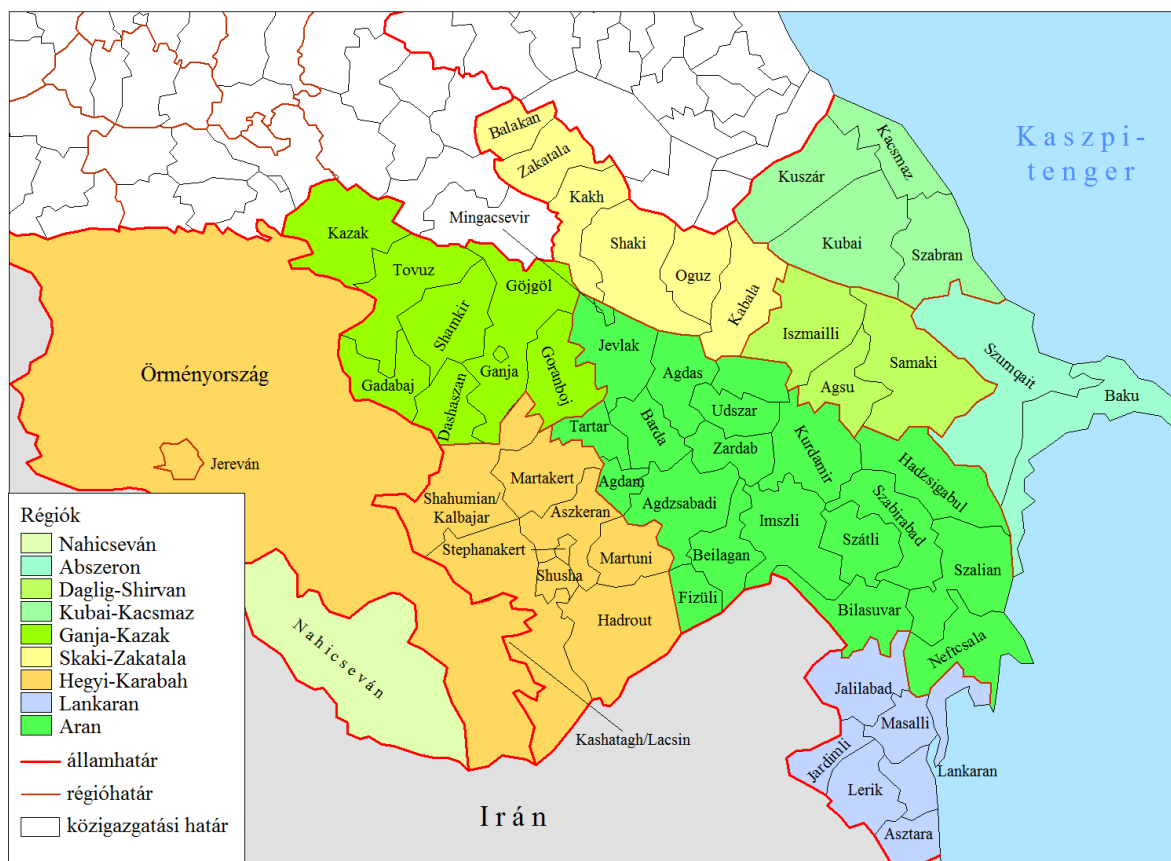 Kaszpi-
tenger
Balakan
Zakatala
Kakh
Mingacsevir
Kuszár
Kacsmaz
Kubai
Szabran
Kazak
Tovuz
Shaki
Oguz
Kabala
Göjgöl
Shamkir
Jevlak
Iszmailli
Samaki
Szumqait
Baku
Örményország
Gadabaj
Dashaszan
Ganja
Goranboj
Agdas
Agsu
Udszar
Tartar
Barda
Zardab
Kurdamir
Hadzsigabul
Jereván
Martakert
Agdam
Agdzsabadi
Shahumian/
Kalbajar
Aszkeran
Imszli
Szabirabad
Szátli
Stephanakert
Martuni
Beilagan
Szalian
Shusha
Fizüli
Bilasuvar
Hadrout
Neftcsala
Nahicseván
Jalilabad
Masalli
Kashatagh/Lacsin
Jardimli
Lankaran
Lerik
Asztara
Irán
Régiók
Nahicseván
Abszeron
Daglig-Shirvan
Kubai-Kacsmaz
Ganja-Kazak
Skaki-Zakatala
Hegyi-Karabah
Lankaran
Aran
államhatár
régióhatár
közigazgatási határ